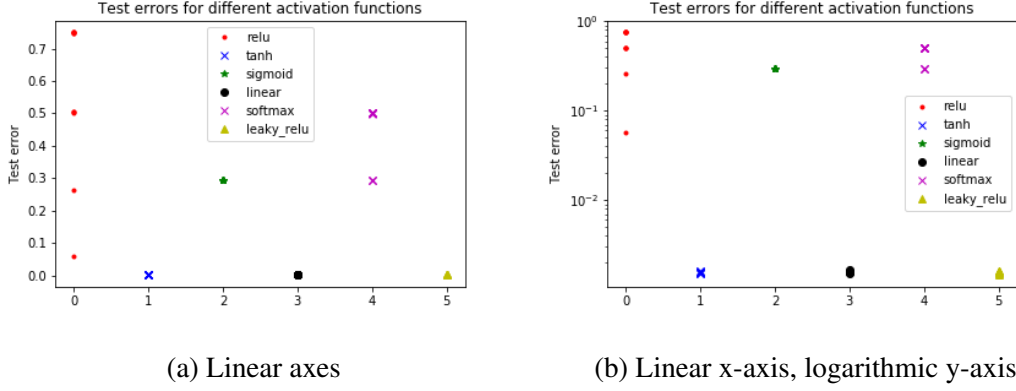 Test errors for different activation functions
Test error
0.7
0.6
0.5
0.4
0.3
0.2
0.1
0.0
0 1 2 3 4 5
relu
tanh
sigmoid
linear
softmax
leaky_relu
(a) Linear axes
Test errors for different activation functions
Test error
10⁰
10⁻¹
10⁻²
0 1 2 3 4 5
relu
tanh
sigmoid
linear
softmax
leaky_relu
(b) Linear x-axis, logarithmic y-axis